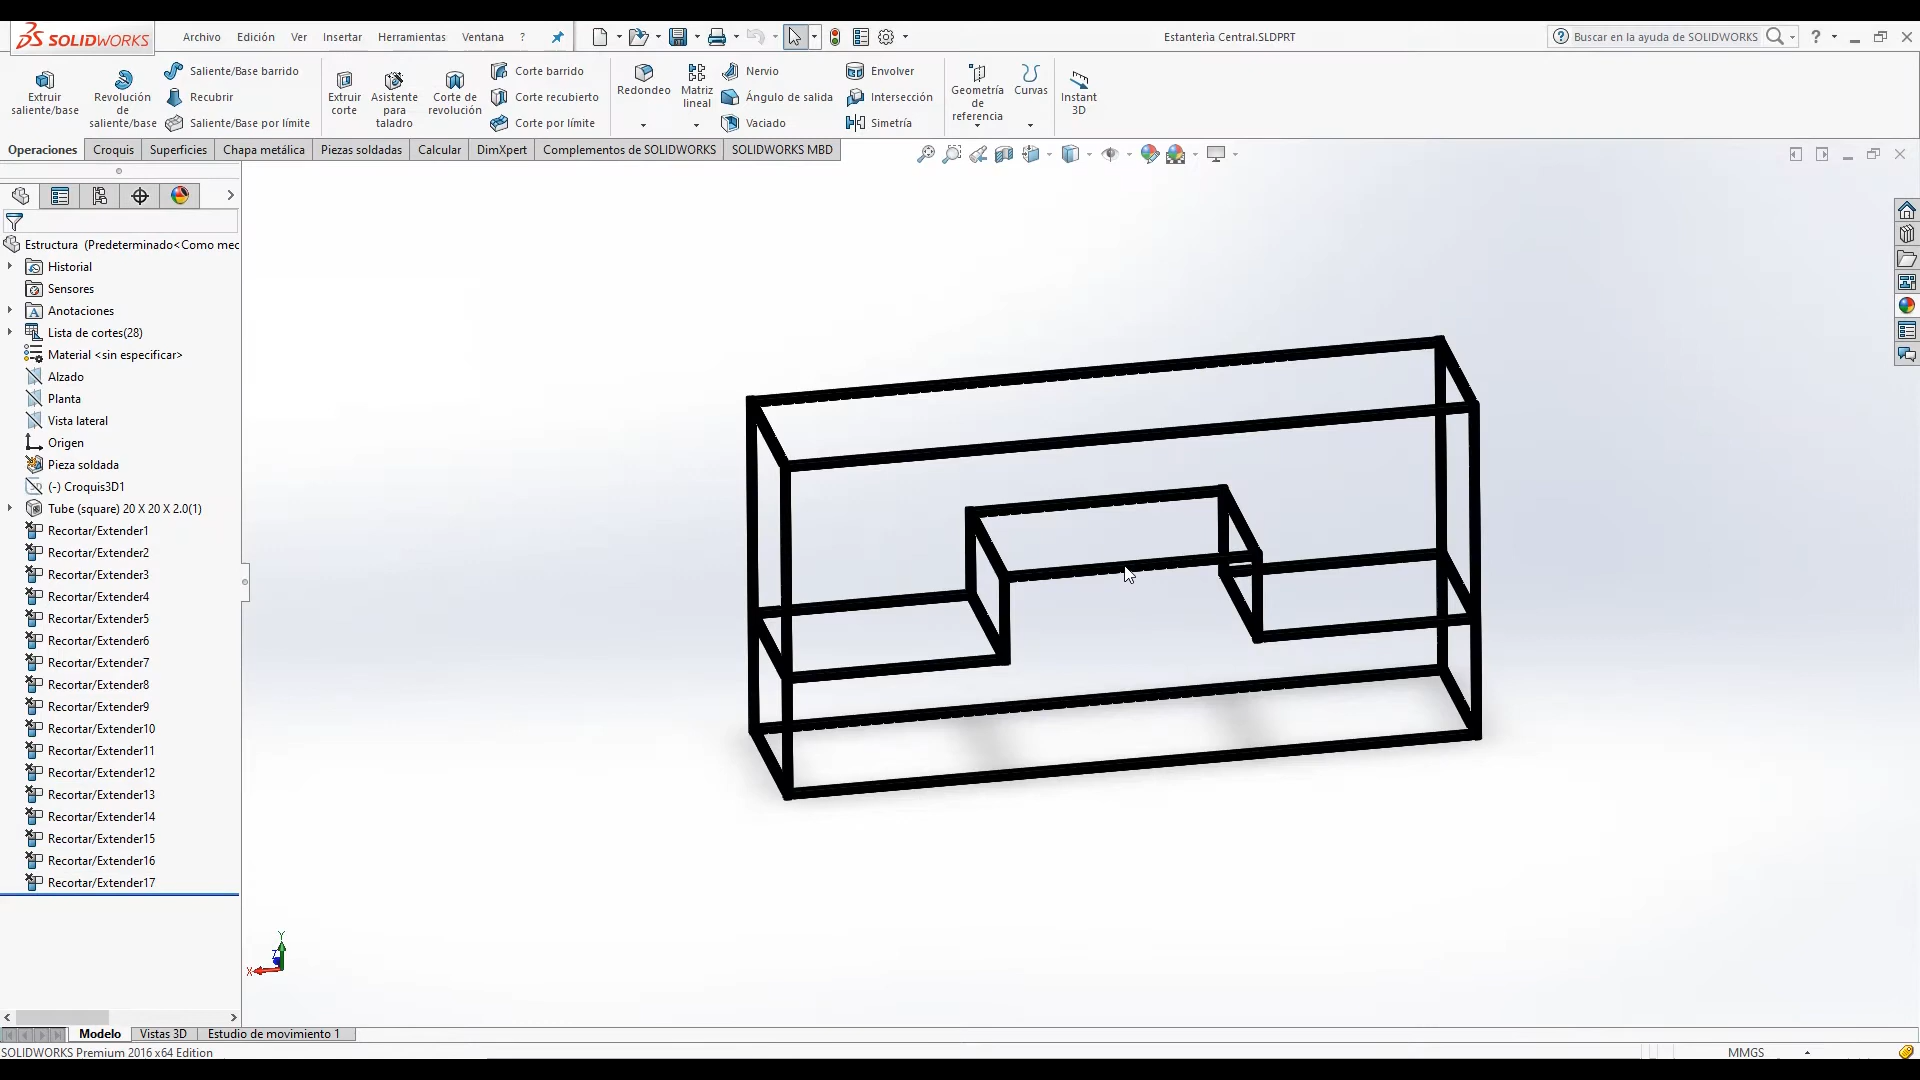 SOLIDWORKS
Archivo Edición Ver Insertar Herramientas Ventana ?
Estanterìa Central.SLDPRT
Buscar en la ayuda de SOLIDWORKS
?
Extruir saliente/base
Revolución de saliente/base
Saliente/Base barrido
Recubrir
Saliente/Base por límite
Extruir corte
Asistente para taladro
Corte de revolución
Corte barrido
Corte recubierto
Corte por límite
Redondeo
Matriz lineal
Nervio
Ángulo de salida
Vaciado
Envolver
Intersección
Simetría
Geometría de referencia
Curvas
Instant 3D
Operaciones Croquis Superficies Chapa metálica Piezas soldadas Calcular DimXpert Complementos de SOLIDWORKS SOLIDWORKS MBD
Estructura (Predeterminado<Como mec
Historial
Sensores
Anotaciones
Lista de cortes(28)
Material <sin especificar>
Alzado
Planta
Vista lateral
Origen
Pieza soldada
(-) Croquis3D1
Tube (square) 20 X 20 X 2.0(1)
Recortar/Extender1
Recortar/Extender2
Recortar/Extender3
Recortar/Extender4
Recortar/Extender5
Recortar/Extender6
Recortar/Extender7
Recortar/Extender8
Recortar/Extender9
Recortar/Extender10
Recortar/Extender11
Recortar/Extender12
Recortar/Extender13
Recortar/Extender14
Recortar/Extender15
Recortar/Extender16
Recortar/Extender17
Y
Z
X
Modelo Vistas 3D Estudio de movimiento 1
SOLIDWORKS Premium 2016 x64 Edition
MMGS